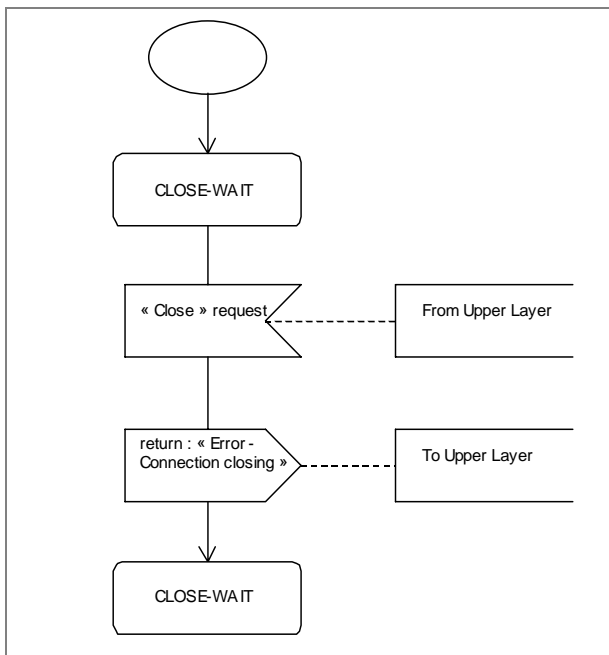 CLOSE-WAIT
« Close » request
From Upper Layer
return : « Error -
Connection closing »
To Upper Layer
CLOSE-WAIT